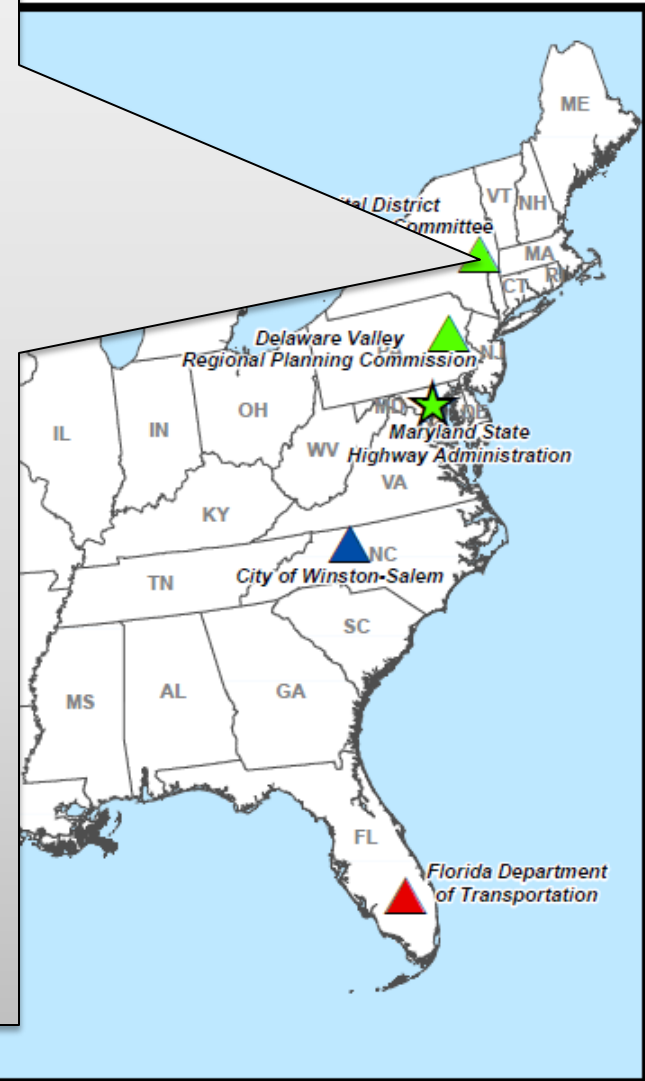 ME
VT
NH
District
Committee
MA
CT
Delaware Valley
Regional Planning Commission
NJ
OH
IL
IN
MD
DE
Maryland State
Highway Administration
WV
VA
KY
NC
City of Winston-Salem
TN
SC
MS
AL
GA
FL
Florida Department
of Transportation